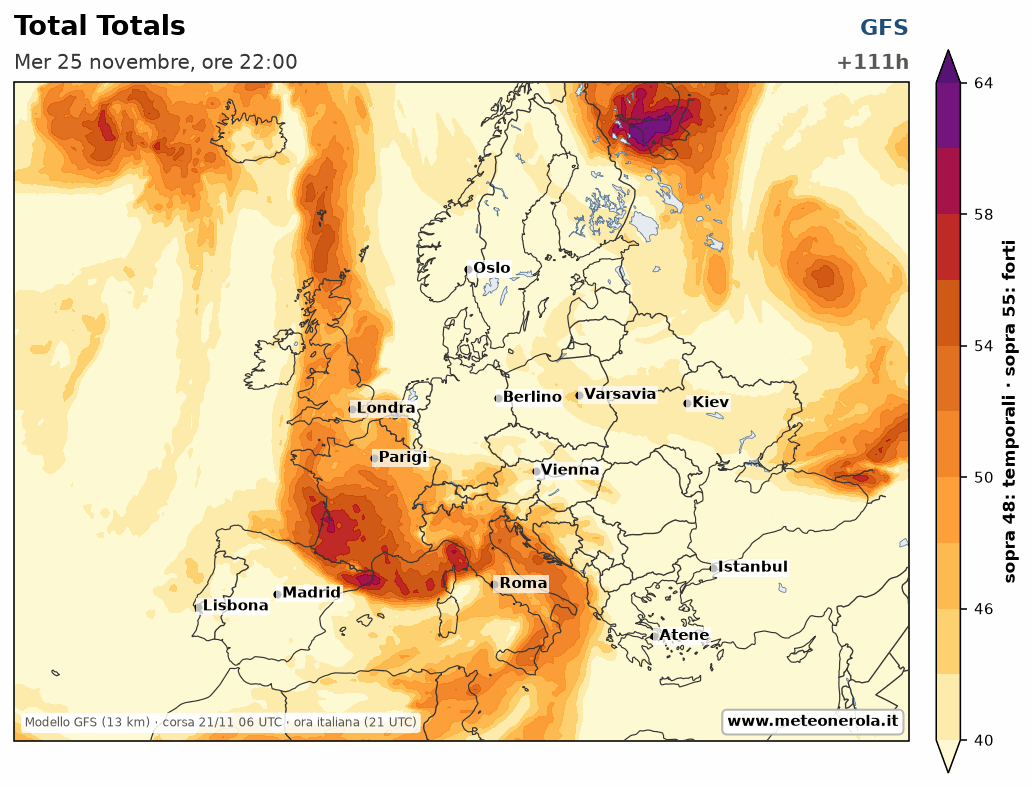 Total Totals
GFS
Mer 25 novembre, ore 22:00
+111h
64
58
54
50
46
40
sopra 48: temporali · sopra 55: forti
Oslo
Londra
Berlino
Varsavia
Kiev
Parigi
Vienna
Madrid
Lisbona
Roma
Istanbul
Atene
Modello GFS (13 km) · corsa 21/11 06 UTC · ora italiana (21 UTC)
www.meteonerola.it